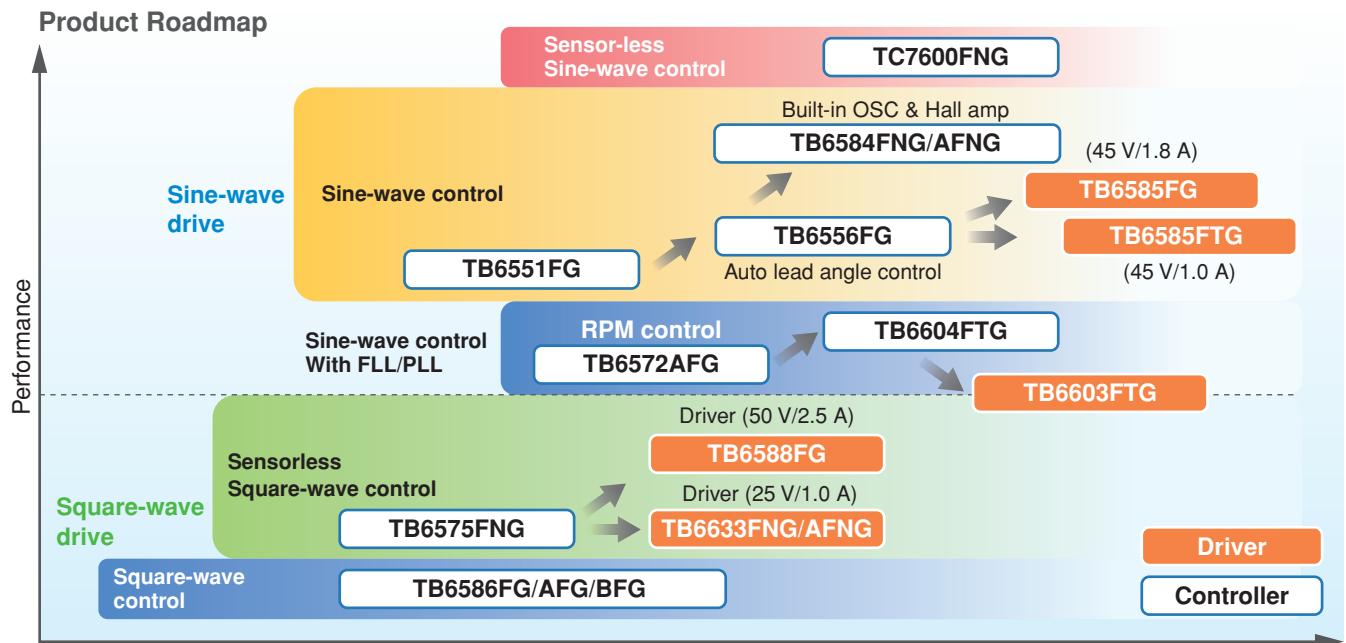 Product Roadmap
Performance
Sensor-less
Sine-wave control
TC7600FNG
Sine-wave
drive
Sine-wave control
Built-in OSC & Hall amp
TB6584FNG/AFNG
(45 V/1.8 A)
TB6585FG
TB6556FG
TB6585FTG
TB6551FG
Auto lead angle control
(45 V/1.0 A)
Sine-wave control
With FLL/PLL
RPM control
TB6572AFG
TB6604FTG
TB6603FTG
Square-wave
drive
Sensorless
Square-wave control
Driver (50 V/2.5 A)
TB6588FG
Driver (25 V/1.0 A)
TB6575FNG
TB6633FNG/AFNG
Square-wave
control
TB6586FG/AFG/BFG
Driver
Controller